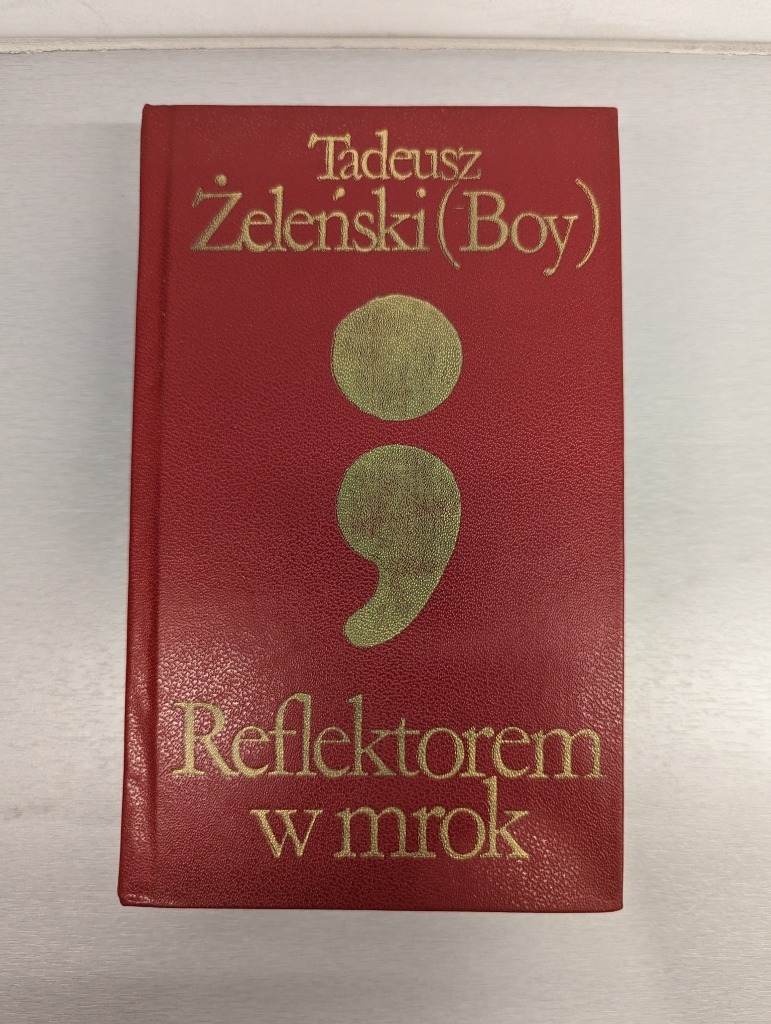 Tadeusz
Żeleński (Boy)
;
Reflektorem
w mrok